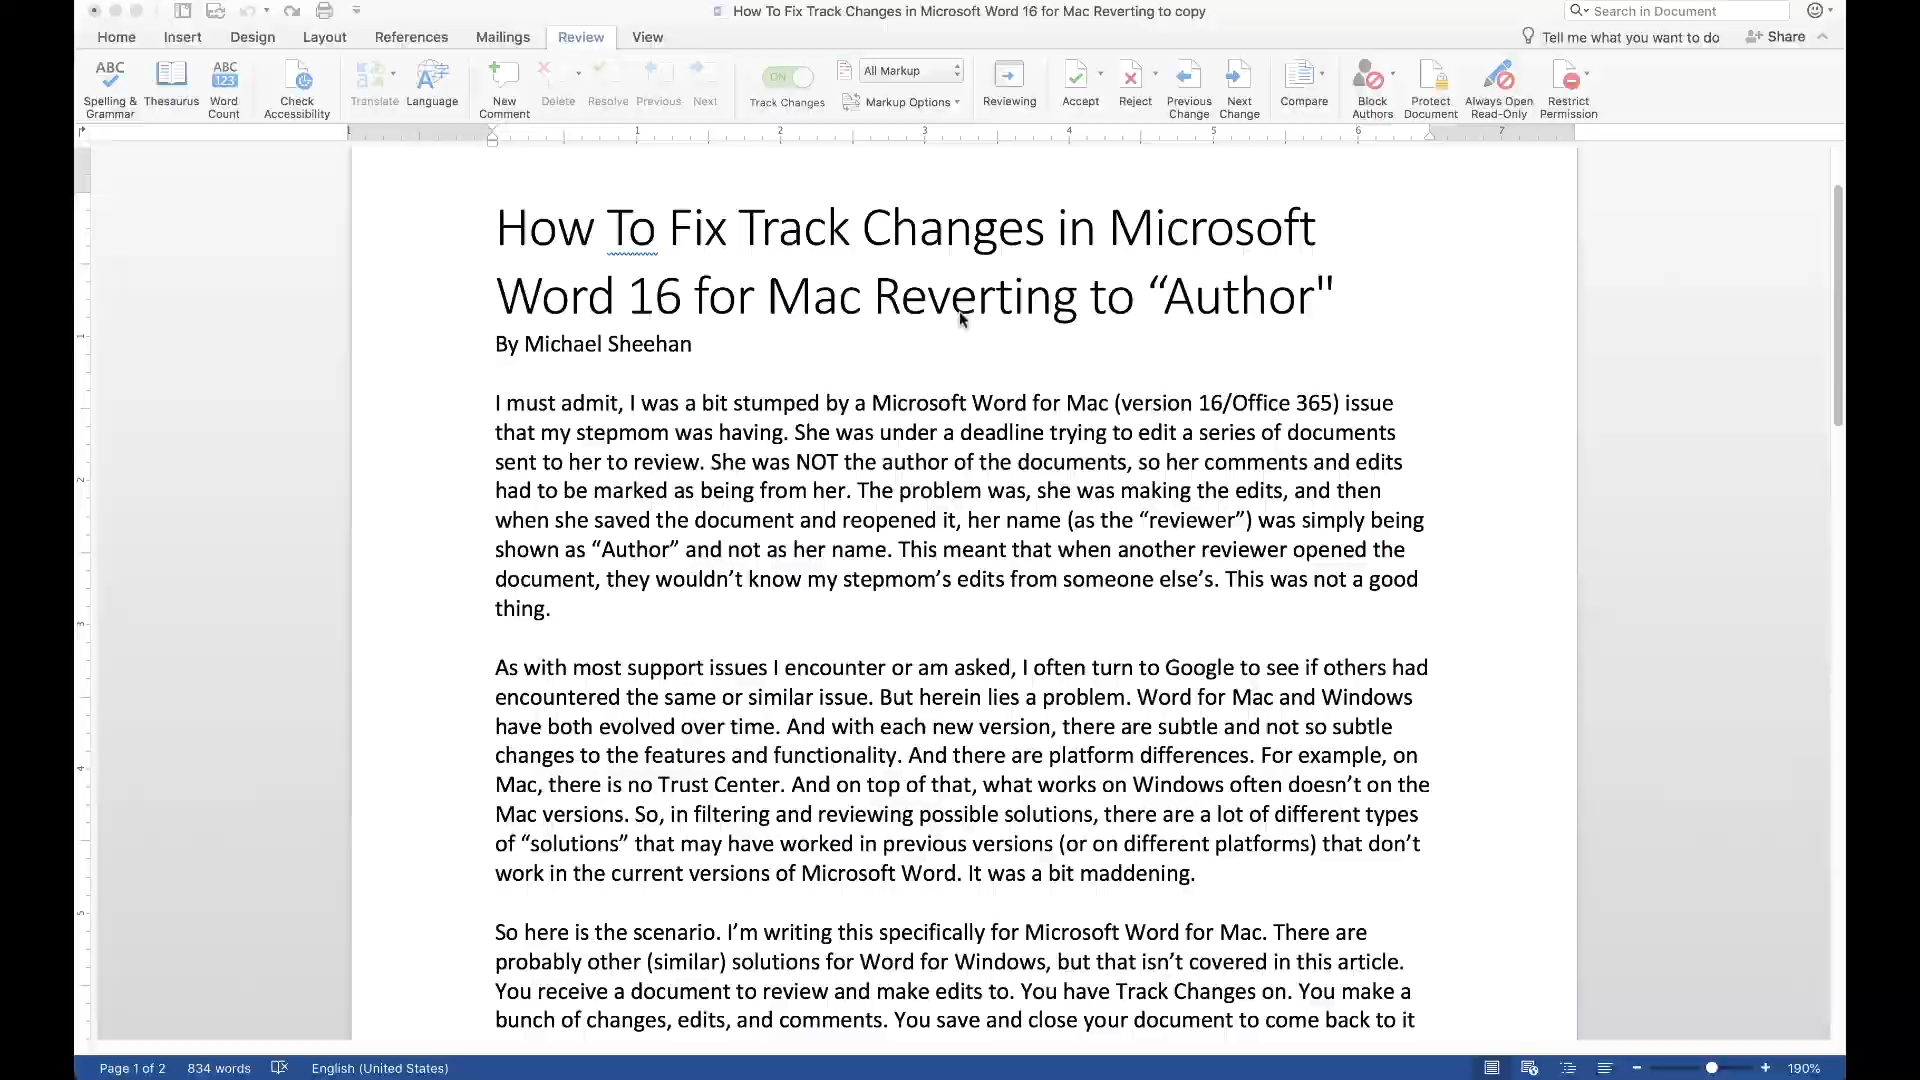 How To Fix Track Changes in Microsoft Word 16 for Mac Reverting to copy
Search in Document
Home Insert Design Layout References Mailings Review View
Tell me what you want to do
Share
ABC
Spelling & Grammar
Thesaurus
ABC
123
Word Count
Check Accessibility
Translate
Language
New Comment
Delete
Resolve
Previous
Next
ON
Track Changes
All Markup
Markup Options
Reviewing
Accept
Reject
Previous Change
Next Change
Compare
Block Authors
Protect Document
Always Open Read-Only
Restrict Permission
1 1 2 3 4 5 6 7
How To Fix Track Changes in Microsoft
Word 16 for Mac Reverting to “Author"
By Michael Sheehan
I must admit, I was a bit stumped by a Microsoft Word for Mac (version 16/Office 365) issue
that my stepmom was having. She was under a deadline trying to edit a series of documents
sent to her to review. She was NOT the author of the documents, so her comments and edits
had to be marked as being from her. The problem was, she was making the edits, and then
when she saved the document and reopened it, her name (as the “reviewer”) was simply being
shown as “Author” and not as her name. This meant that when another reviewer opened the
document, they wouldn’t know my stepmom’s edits from someone else’s. This was not a good
thing.
As with most support issues I encounter or am asked, I often turn to Google to see if others had
encountered the same or similar issue. But herein lies a problem. Word for Mac and Windows
have both evolved over time. And with each new version, there are subtle and not so subtle
changes to the features and functionality. And there are platform differences. For example, on
Mac, there is no Trust Center. And on top of that, what works on Windows often doesn’t on the
Mac versions. So, in filtering and reviewing possible solutions, there are a lot of different types
of “solutions” that may have worked in previous versions (or on different platforms) that don’t
work in the current versions of Microsoft Word. It was a bit maddening.
So here is the scenario. I’m writing this specifically for Microsoft Word for Mac. There are
probably other (similar) solutions for Word for Windows, but that isn’t covered in this article.
You receive a document to review and make edits to. You have Track Changes on. You make a
bunch of changes, edits, and comments. You save and close your document to come back to it
1
2
3
4
5
Page 1 of 2 834 words English (United States) 190%